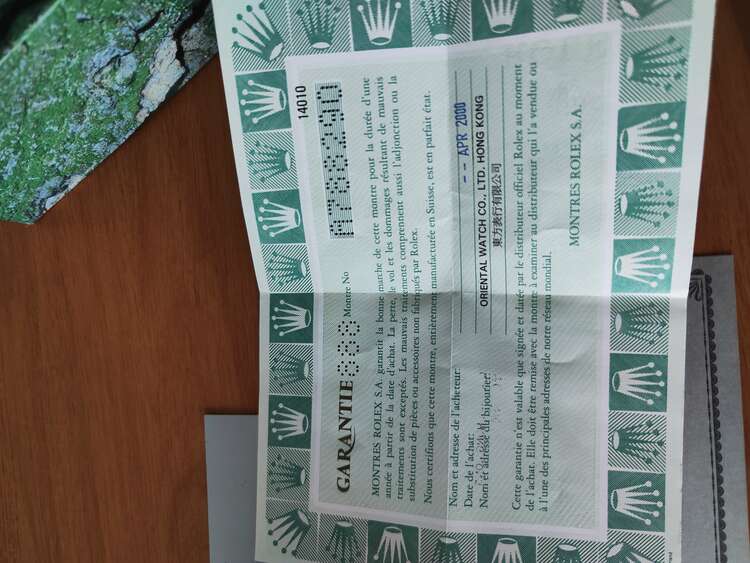 14010
GARANTIE 888 Montre No A788290
MONTRES ROLEX S.A. garantit la bonne marche de cette montre pour la durée d'une
année à partir de la date d'achat. La perte, le vol et les dommages résultant de mauvais
traitements sont exceptés. Les mauvais traitements comprennent aussi l'adjonction ou la
substitution de pièces ou accessoires non fabriqués par Rolex.
Nous certifions que cette montre, entièrement manufacturée en Suisse, est en parfait état.
Nom et adresse de l'acheteur:
Date de l'achat: -- APR 2000
Nom et adresse du bijoutier: ORIENTAL WATCH CO., LTD. HONG KONG
東方表行有限公司
Cette garantie n'est valable que signée et datée par le distributeur officiel Rolex au moment
de l'achat. Elle doit être remise avec la montre à examiner au distributeur qui l'a vendue ou
à l'une des principales adresses de notre réseau mondial.
MONTRES ROLEX S.A.